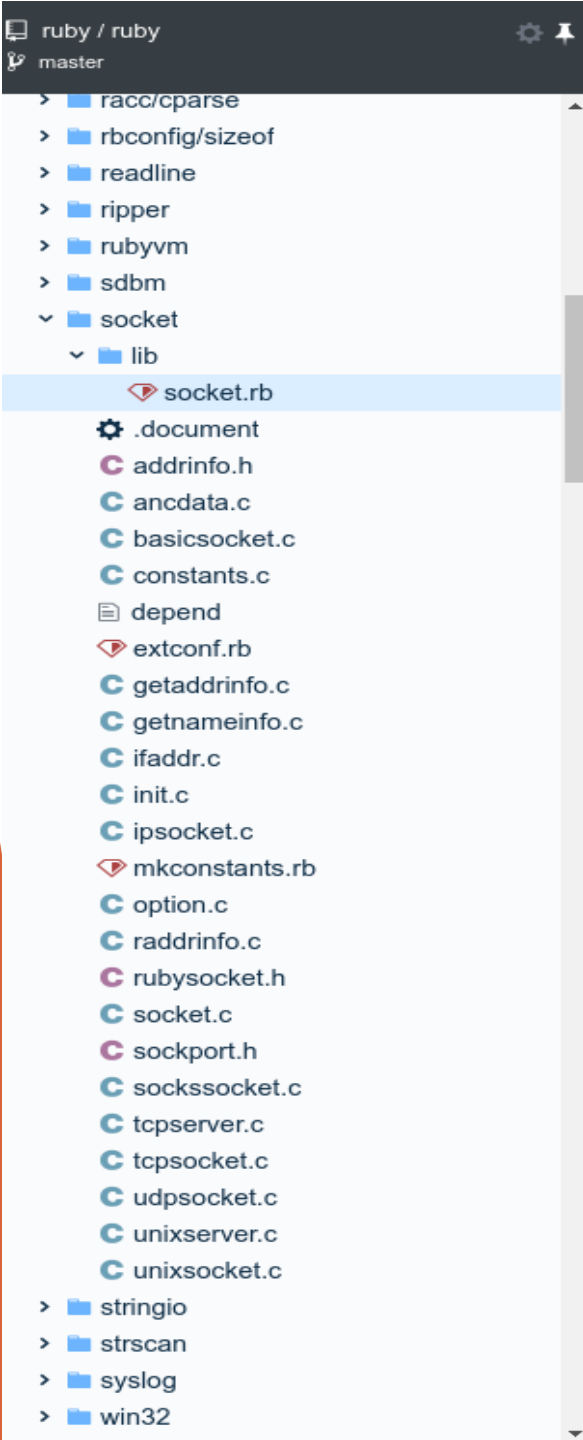 ruby / ruby
master
racc/cparse
rbconfig/sizeof
readline
ripper
rubyvm
sdbm
socket
lib
socket.rb
.document
addrinfo.h
ancdata.c
basicsocket.c
constants.c
depend
extconf.rb
getaddrinfo.c
getnameinfo.c
ifaddr.c
init.c
ipsocket.c
mkconstants.rb
option.c
raddrinfo.c
rubysocket.h
socket.c
sockport.h
sockssocket.c
tcpserver.c
tcpsocket.c
udpsocket.c
unixserver.c
unixsocket.c
stringio
strscan
syslog
win32